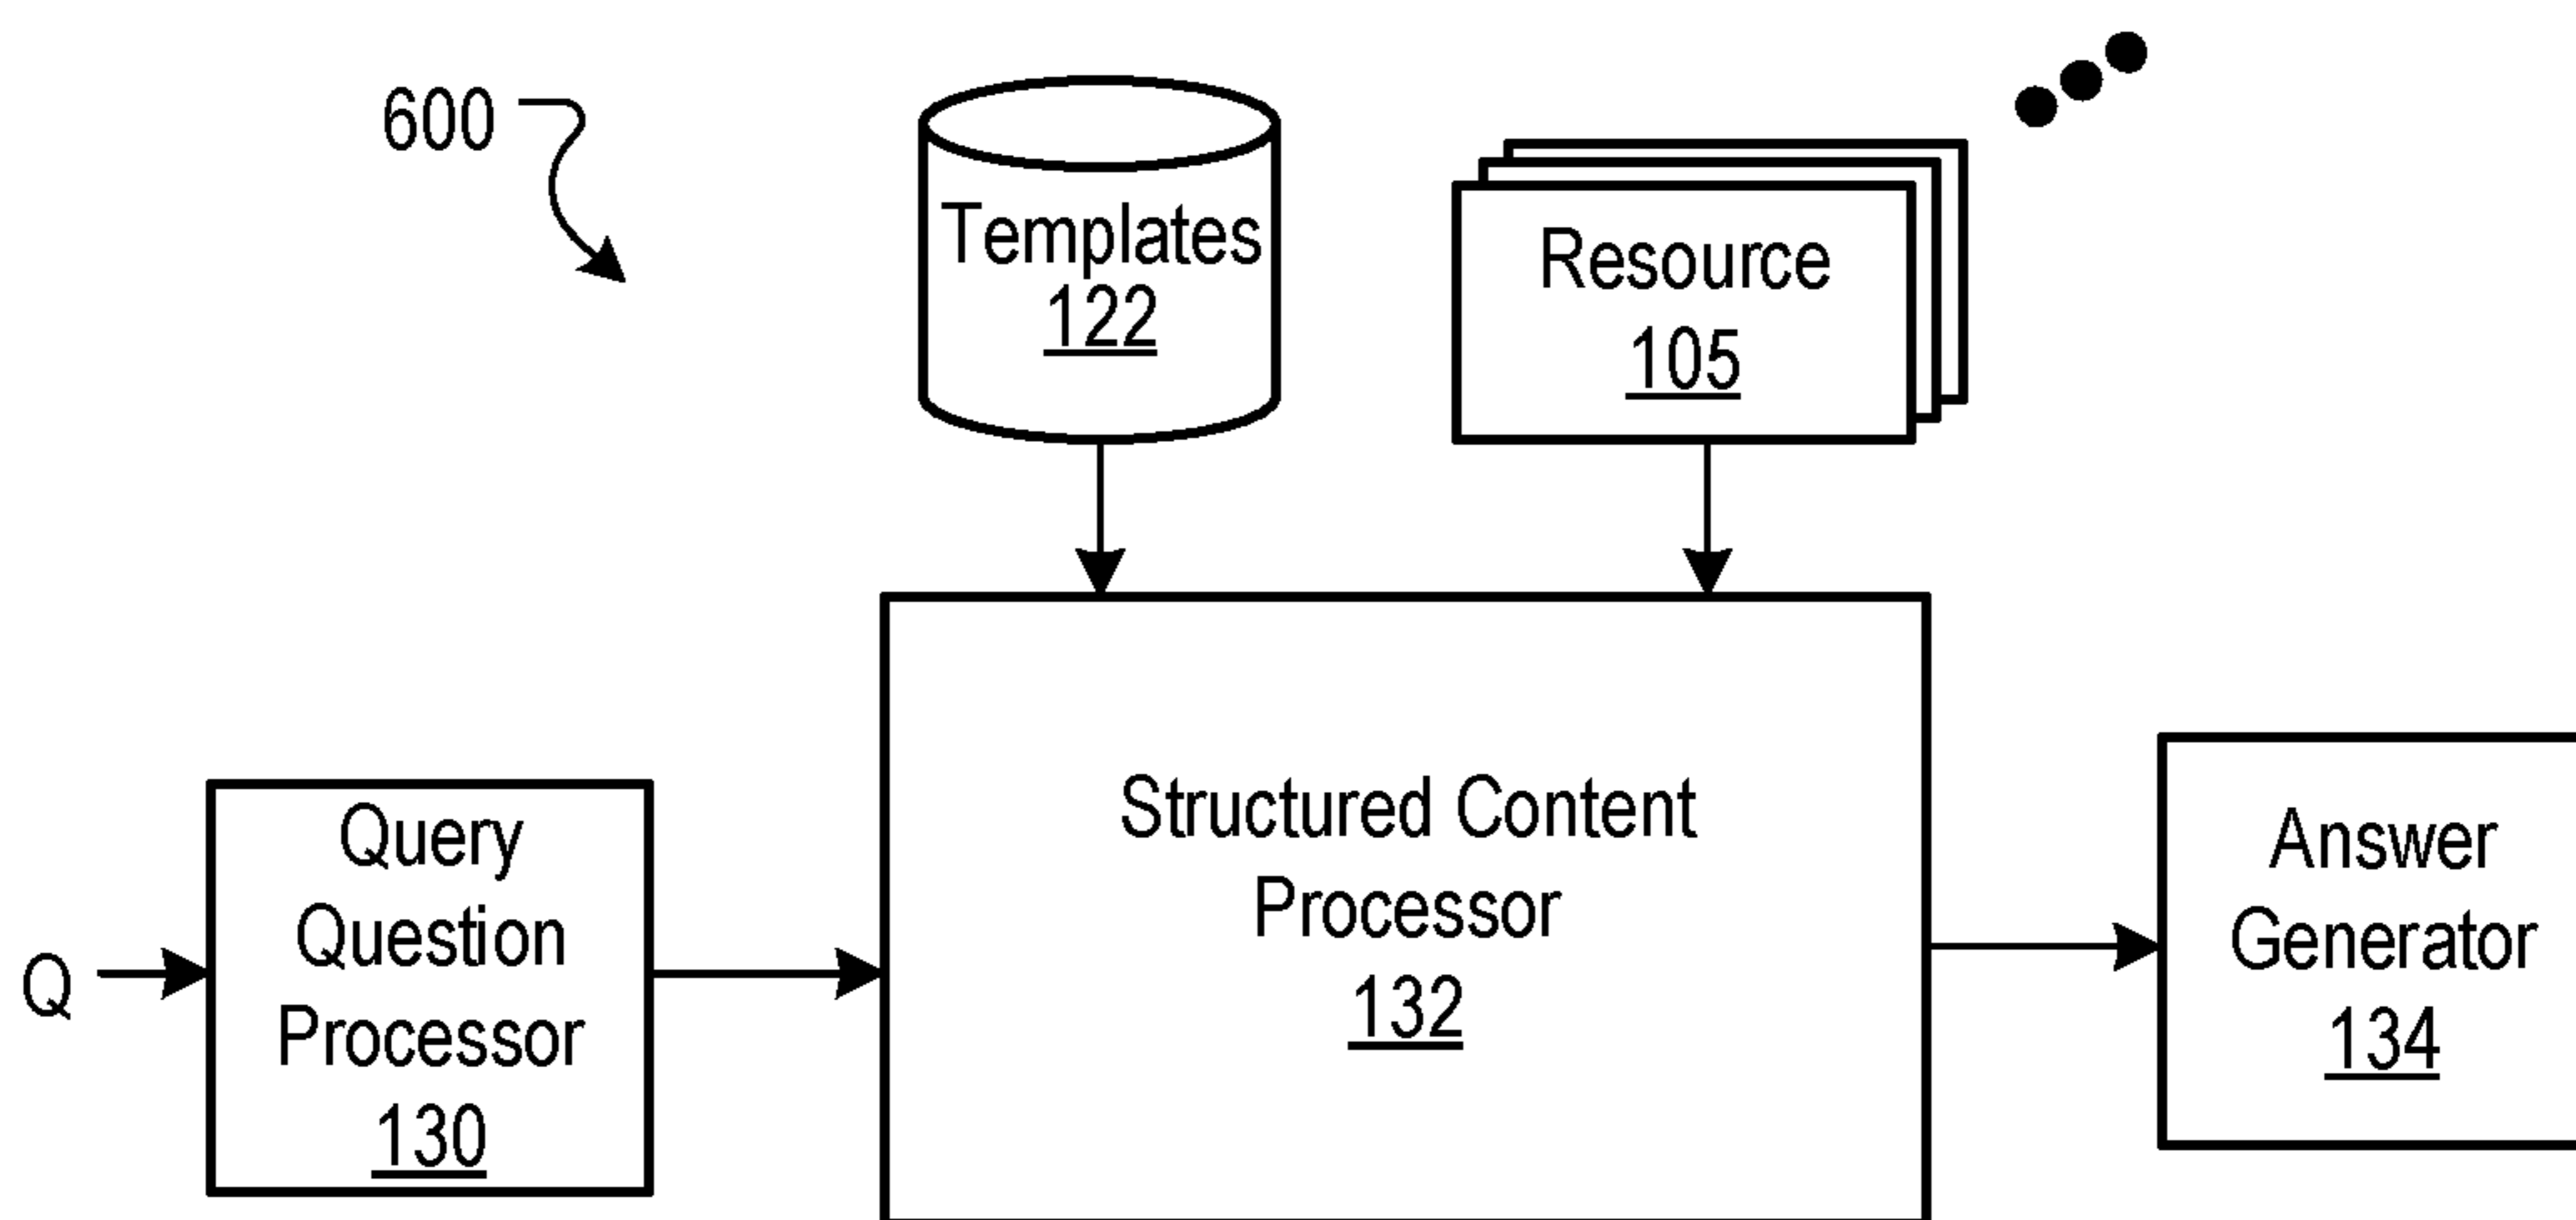 600
Templates
122
Resource
105
Q
Query
Question
Processor
130
Structured Content
Processor
132
Answer
Generator
134